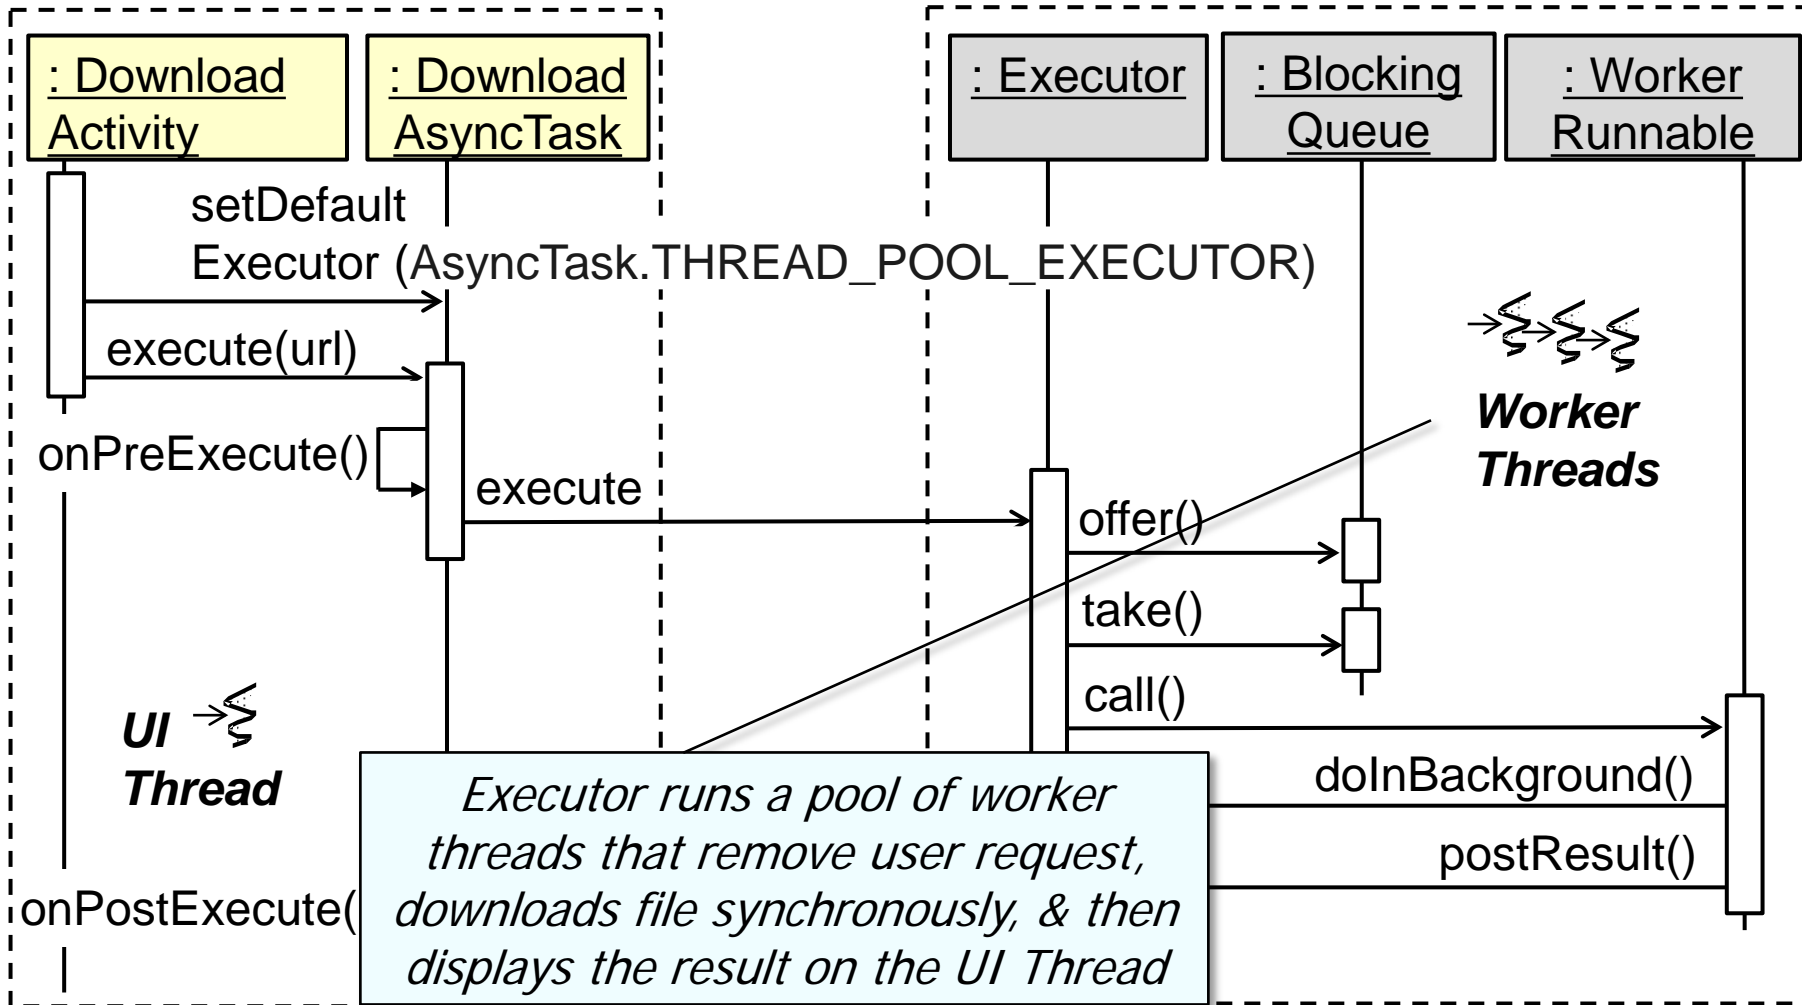 : Download
Activity
: Download
AsyncTask
: Executor
: Blocking
Queue
: Worker
Runnable
setDefault
Executor (AsyncTask.THREAD_POOL_EXECUTOR)
execute(url)
onPreExecute()
execute
offer()
take()
call()
Worker
Threads
UI
Thread
doInBackground()
postResult()
onPostExecute(
Executor runs a pool of worker
threads that remove user request,
downloads file synchronously, & then
displays the result on the UI Thread